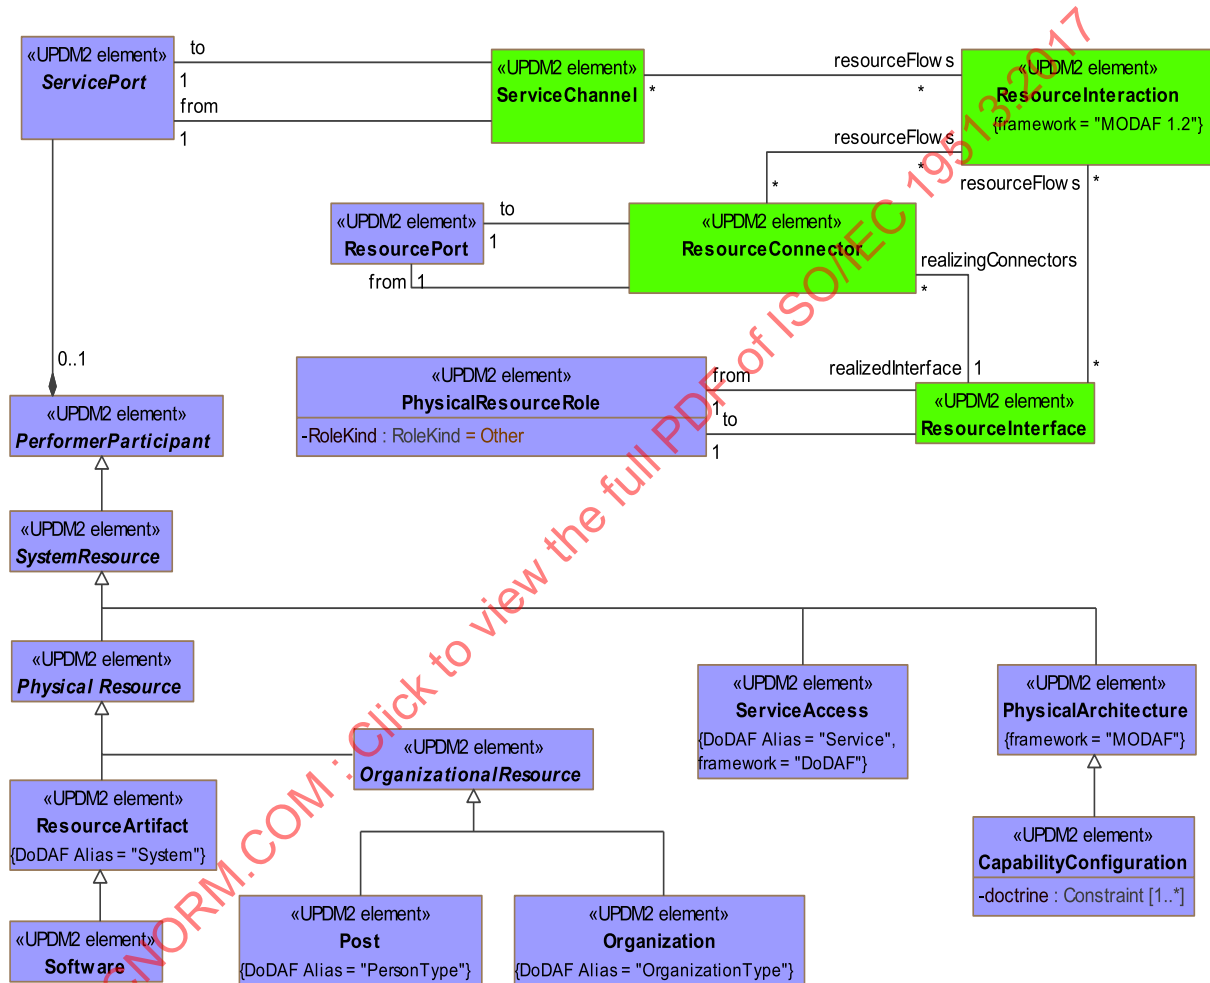 «UPDM2 element»
ServicePort
to
1
from
1
«UPDM2 element»
ServiceChannel
*
resourceFlows
*
«UPDM2 element»
ResourceInteraction
{framework = "MODAF 1.2"}
resourceFlows
*
*
resourceFlows
*
«UPDM2 element»
ResourcePort
to
1
from
1
«UPDM2 element»
ResourceConnector
realizingConnectors
*
0..1
«UPDM2 element»
PhysicalResourceRole
-RoleKind : RoleKind = Other
from
1
to
1
realizedInterface
1
*
«UPDM2 element»
ResourceInterface
«UPDM2 element»
PerformerParticipant
«UPDM2 element»
SystemResource
«UPDM2 element»
Physical Resource
«UPDM2 element»
ServiceAccess
{DoDAF Alias = "Service",
framework = "DoDAF"}
«UPDM2 element»
PhysicalArchitecture
{framework = "MODAF"}
«UPDM2 element»
OrganizationalResource
«UPDM2 element»
ResourceArtifact
{DoDAF Alias = "System"}
«UPDM2 element»
CapabilityConfiguration
-doctrine : Constraint [1..*]
«UPDM2 element»
Software
«UPDM2 element»
Post
{DoDAF Alias = "PersonType"}
«UPDM2 element»
Organization
{DoDAF Alias = "OrganizationType"}
CNORM.COM : Click to view the full PDF of ISO/IEC 19513:2017